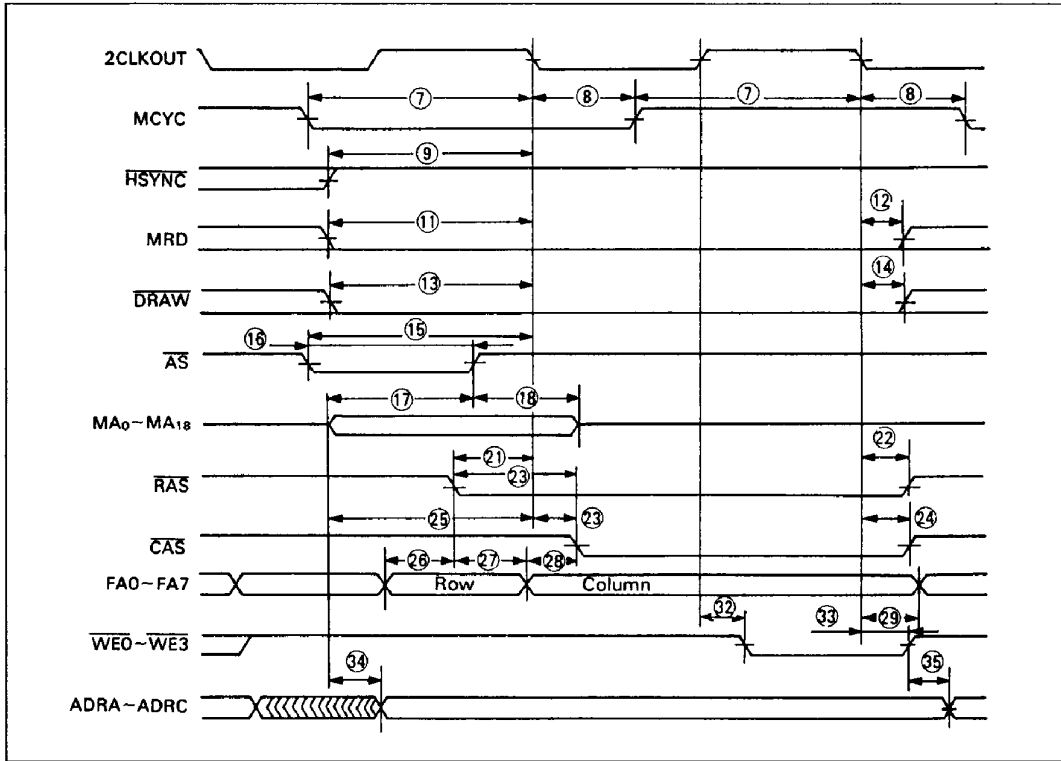 2CLKOUT
⑦ ⑧ ⑦ ⑧
MCYC
⑨
HSYNC
⑪ ⑫
MRD
⑬ ⑭
DRAW
⑯ ⑮
AS
⑰ ⑱
MA₀~MA₁₈
㉑ ㉒
㉓
RAS
㉕ ㉓ ㉔
CAS
㉖ ㉗ ㉘
FA0~FA7 Row Column
㉜ ㉝ ㉙
WE0~WE3
㉞ ㉟
ADRA~ADRC